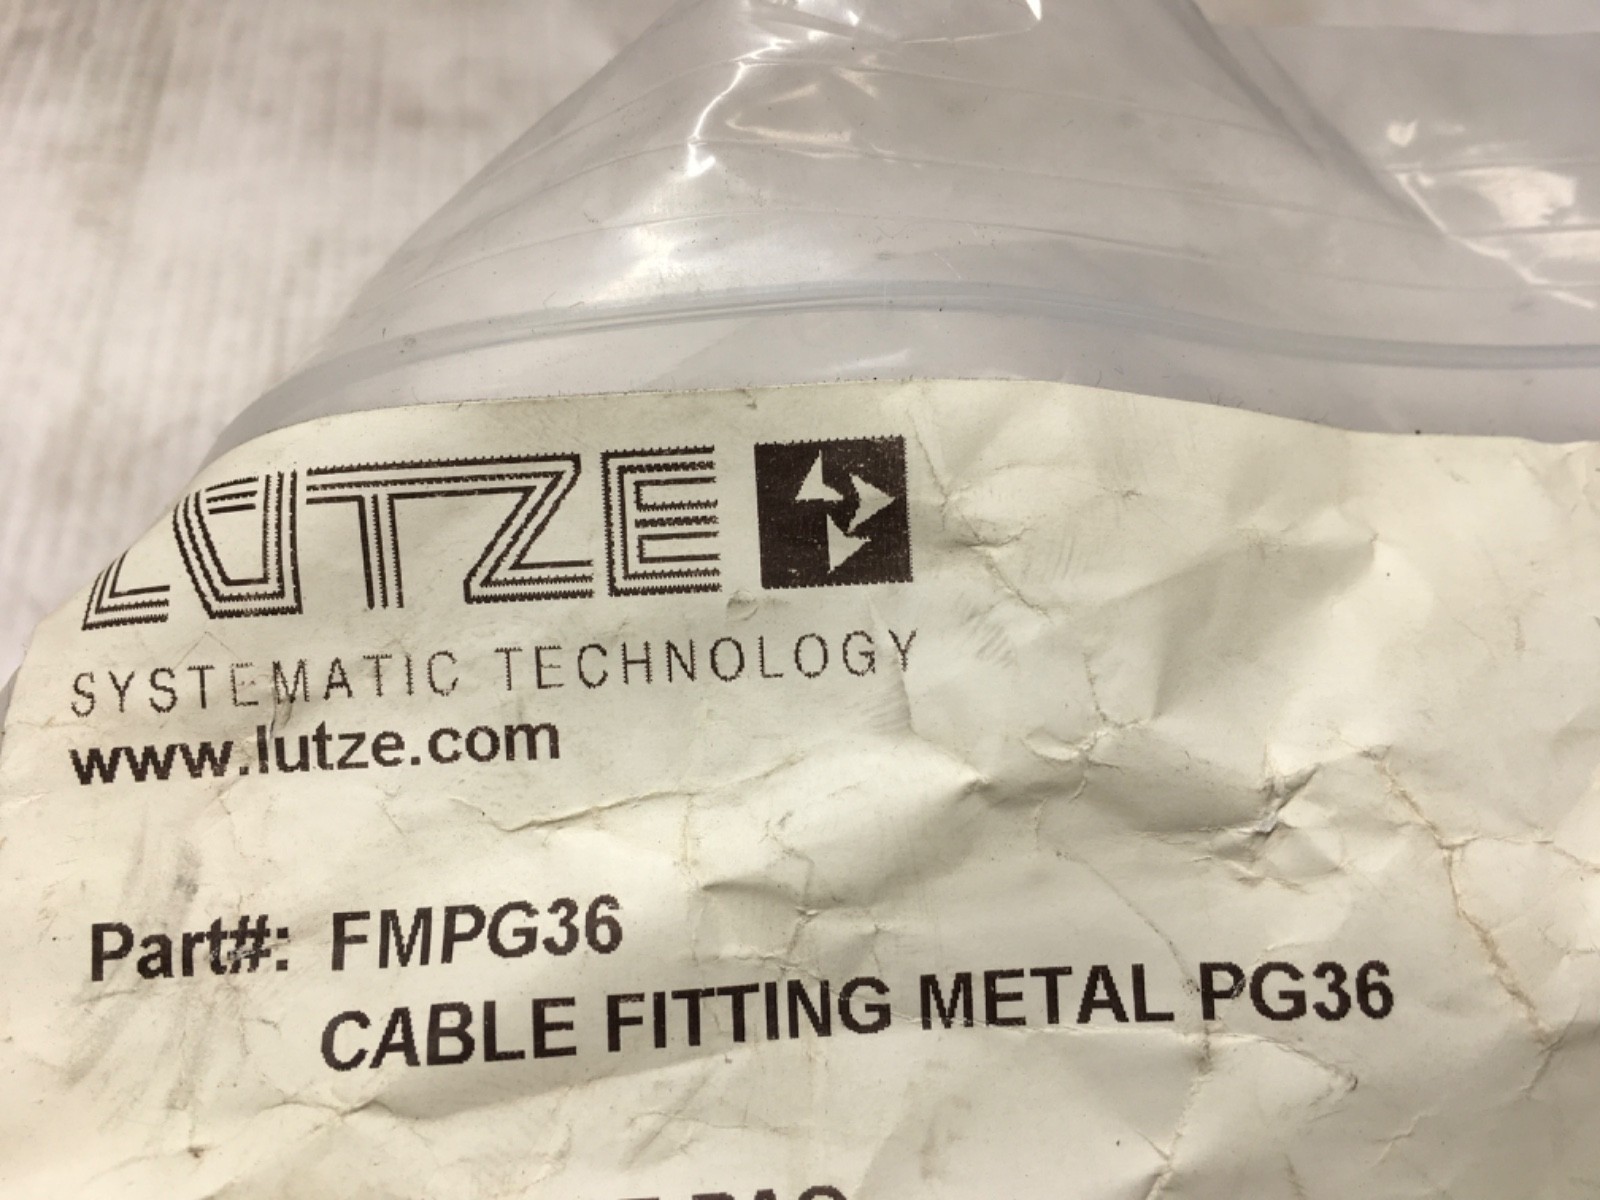 LUTZE
SYSTEMATIC TECHNOLOGY
www.lutze.com
Part#: FMPG36
CABLE FITTING METAL PG36